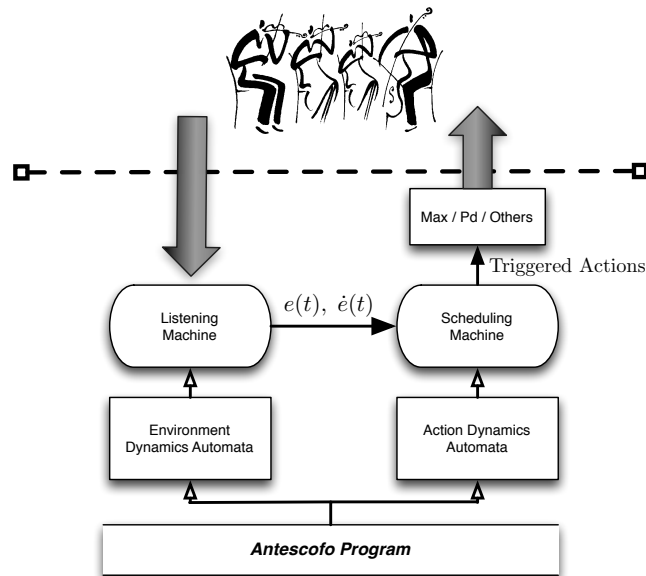 Max / Pd / Others
Triggered Actions
Listening
Machine
e(t), ė(t)
Scheduling
Machine
Environment
Dynamics Automata
Action Dynamics
Automata
Antescofo Program